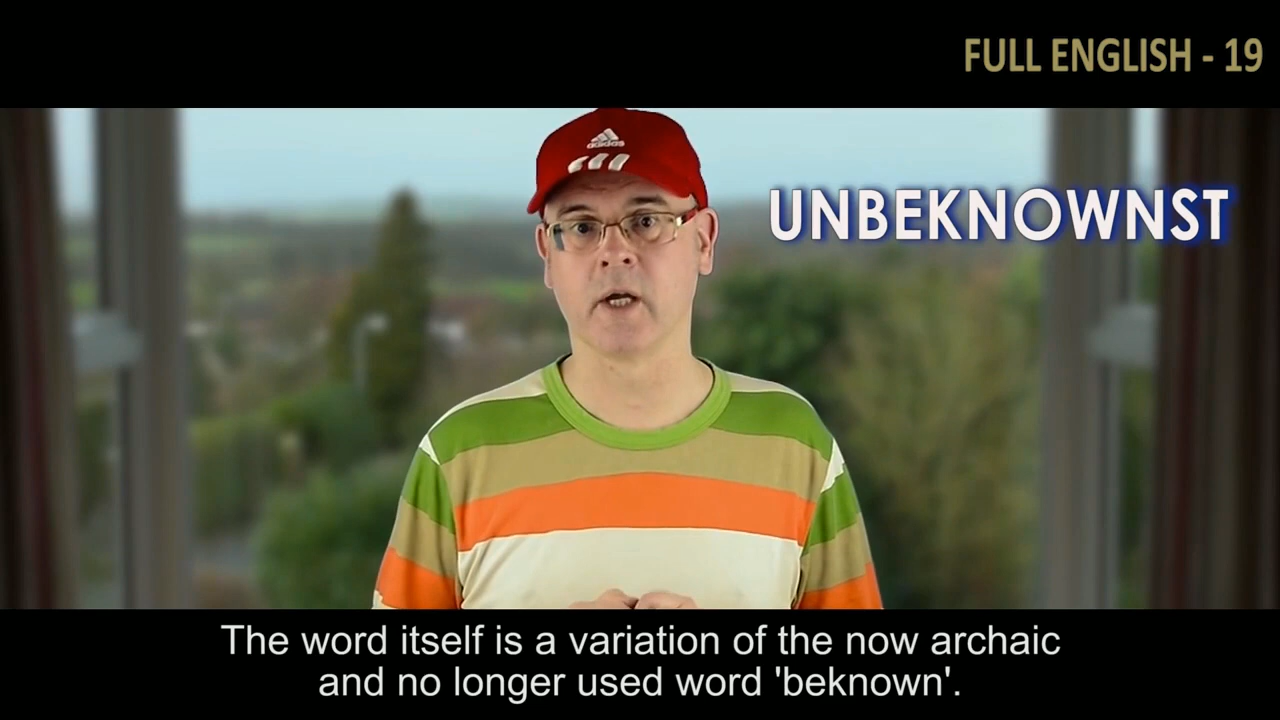 FULL ENGLISH - 19
adidas
UNBEKNOWNST
The word itself is a variation of the now archaic
and no longer used word 'beknown'.